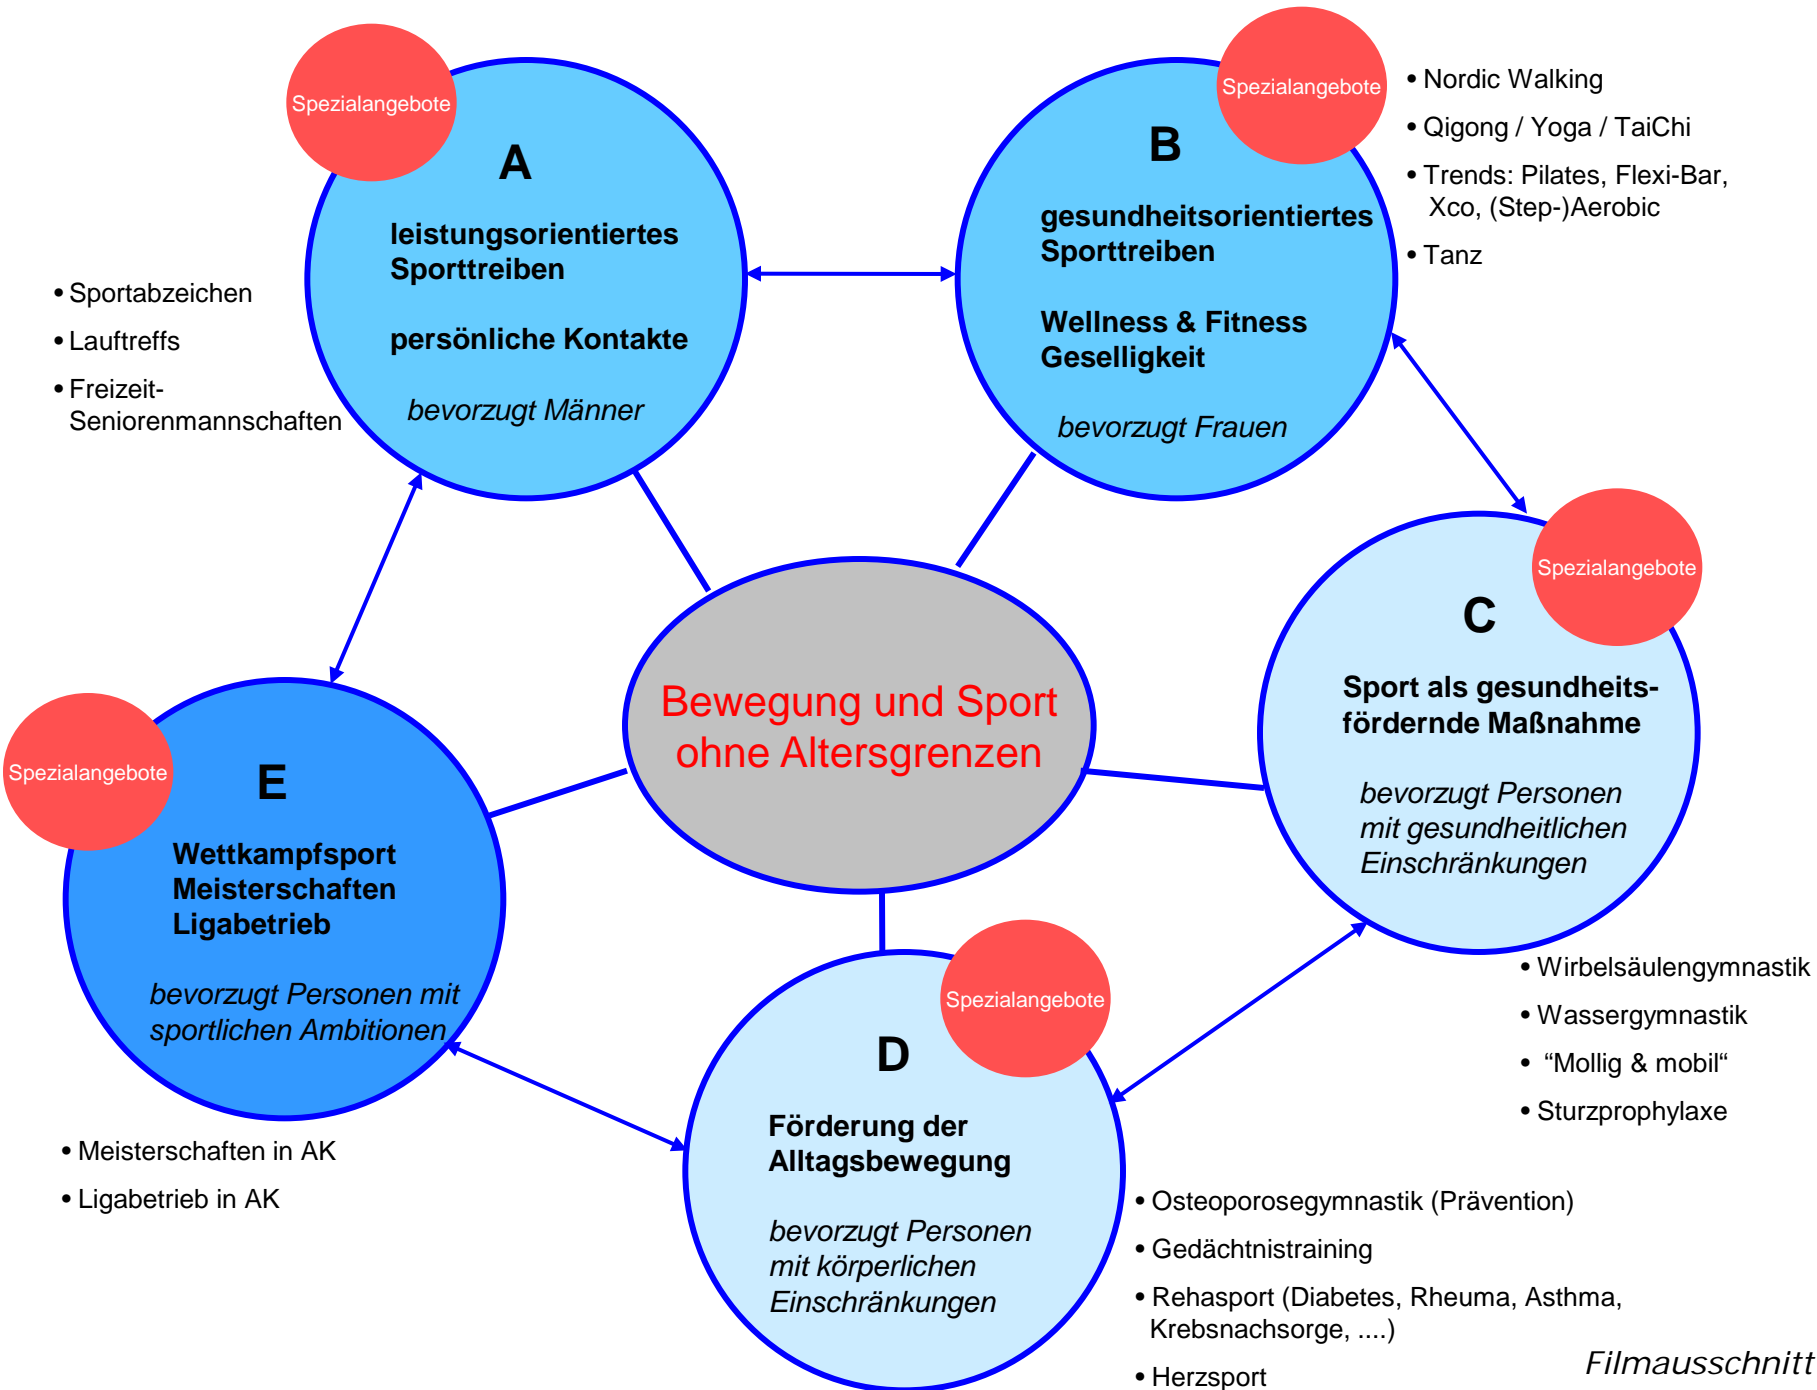 Spezialangebote
A
leistungsorientiertes
Sporttreiben
persönliche Kontakte
bevorzugt Männer
• Sportabzeichen
• Lauftreffs
• Freizeit-
Seniorenmannschaften
Spezialangebote
B
gesundheitsorientiertes
Sporttreiben
Wellness & Fitness
Geselligkeit
bevorzugt Frauen
• Nordic Walking
• Qigong / Yoga / TaiChi
• Trends: Pilates, Flexi-Bar,
Xco, (Step-)Aerobic
• Tanz
Bewegung und Sport
ohne Altersgrenzen
Spezialangebote
C
Sport als gesundheits-
fördernde Maßnahme
bevorzugt Personen
mit gesundheitlichen
Einschränkungen
• Wirbelsäulengymnastik
• Wassergymnastik
• “Mollig & mobil“
• Sturzprophylaxe
Spezialangebote
E
Wettkampfsport
Meisterschaften
Ligabetrieb
bevorzugt Personen mit
sportlichen Ambitionen
• Meisterschaften in AK
• Ligabetrieb in AK
Spezialangebote
D
Förderung der
Alltagsbewegung
bevorzugt Personen
mit körperlichen
Einschränkungen
• Osteoporosegymnastik (Prävention)
• Gedächtnistraining
• Rehasport (Diabetes, Rheuma, Asthma,
Krebsnachsorge, ....)
• Herzsport
Filmausschnitt